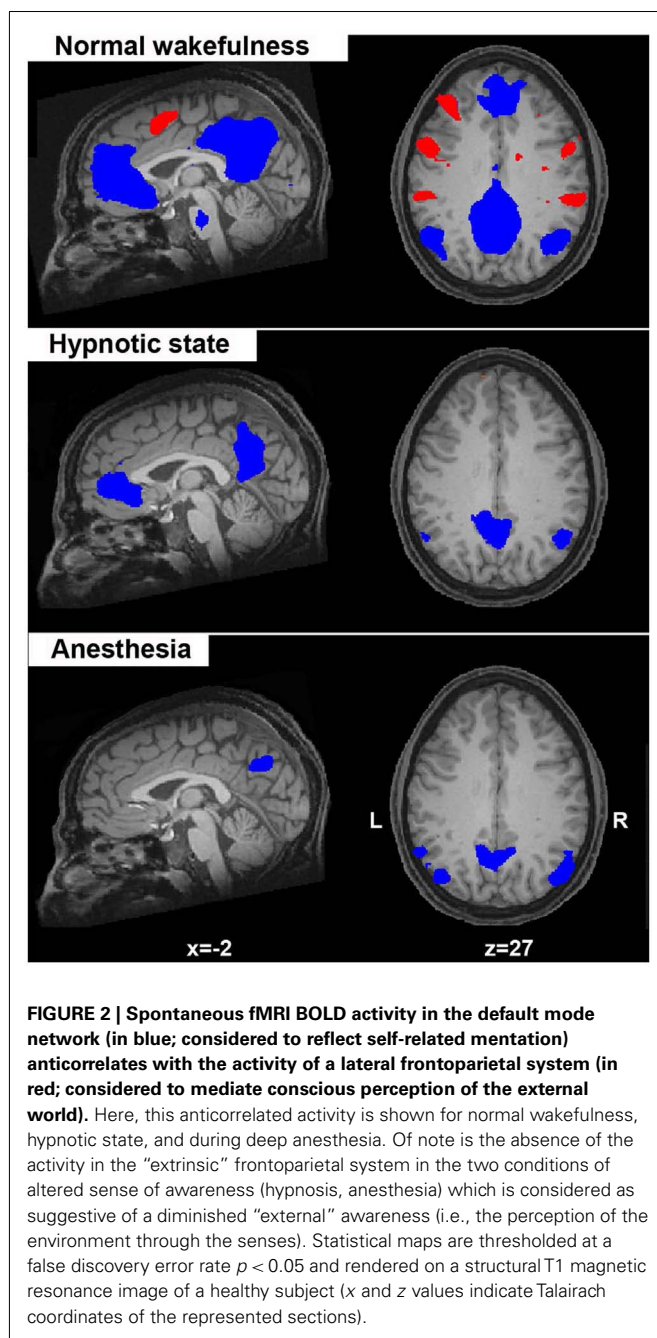 Normal wakefulness
Hypnotic state
Anesthesia
L R
x=-2 z=27
FIGURE 2 | Spontaneous fMRI BOLD activity in the default mode
network (in blue; considered to reflect self-related mentation)
anticorrelates with the activity of a lateral frontoparietal system (in
red; considered to mediate conscious perception of the external
world). Here, this anticorrelated activity is shown for normal wakefulness,
hypnotic state, and during deep anesthesia. Of note is the absence of the
activity in the “extrinsic” frontoparietal system in the two conditions of
altered sense of awareness (hypnosis, anesthesia) which is considered as
suggestive of a diminished “external” awareness (i.e., the perception of the
environment through the senses). Statistical maps are thresholded at a
false discovery error rate p < 0.05 and rendered on a structural T1 magnetic
resonance image of a healthy subject (x and z values indicate Talairach
coordinates of the represented sections).